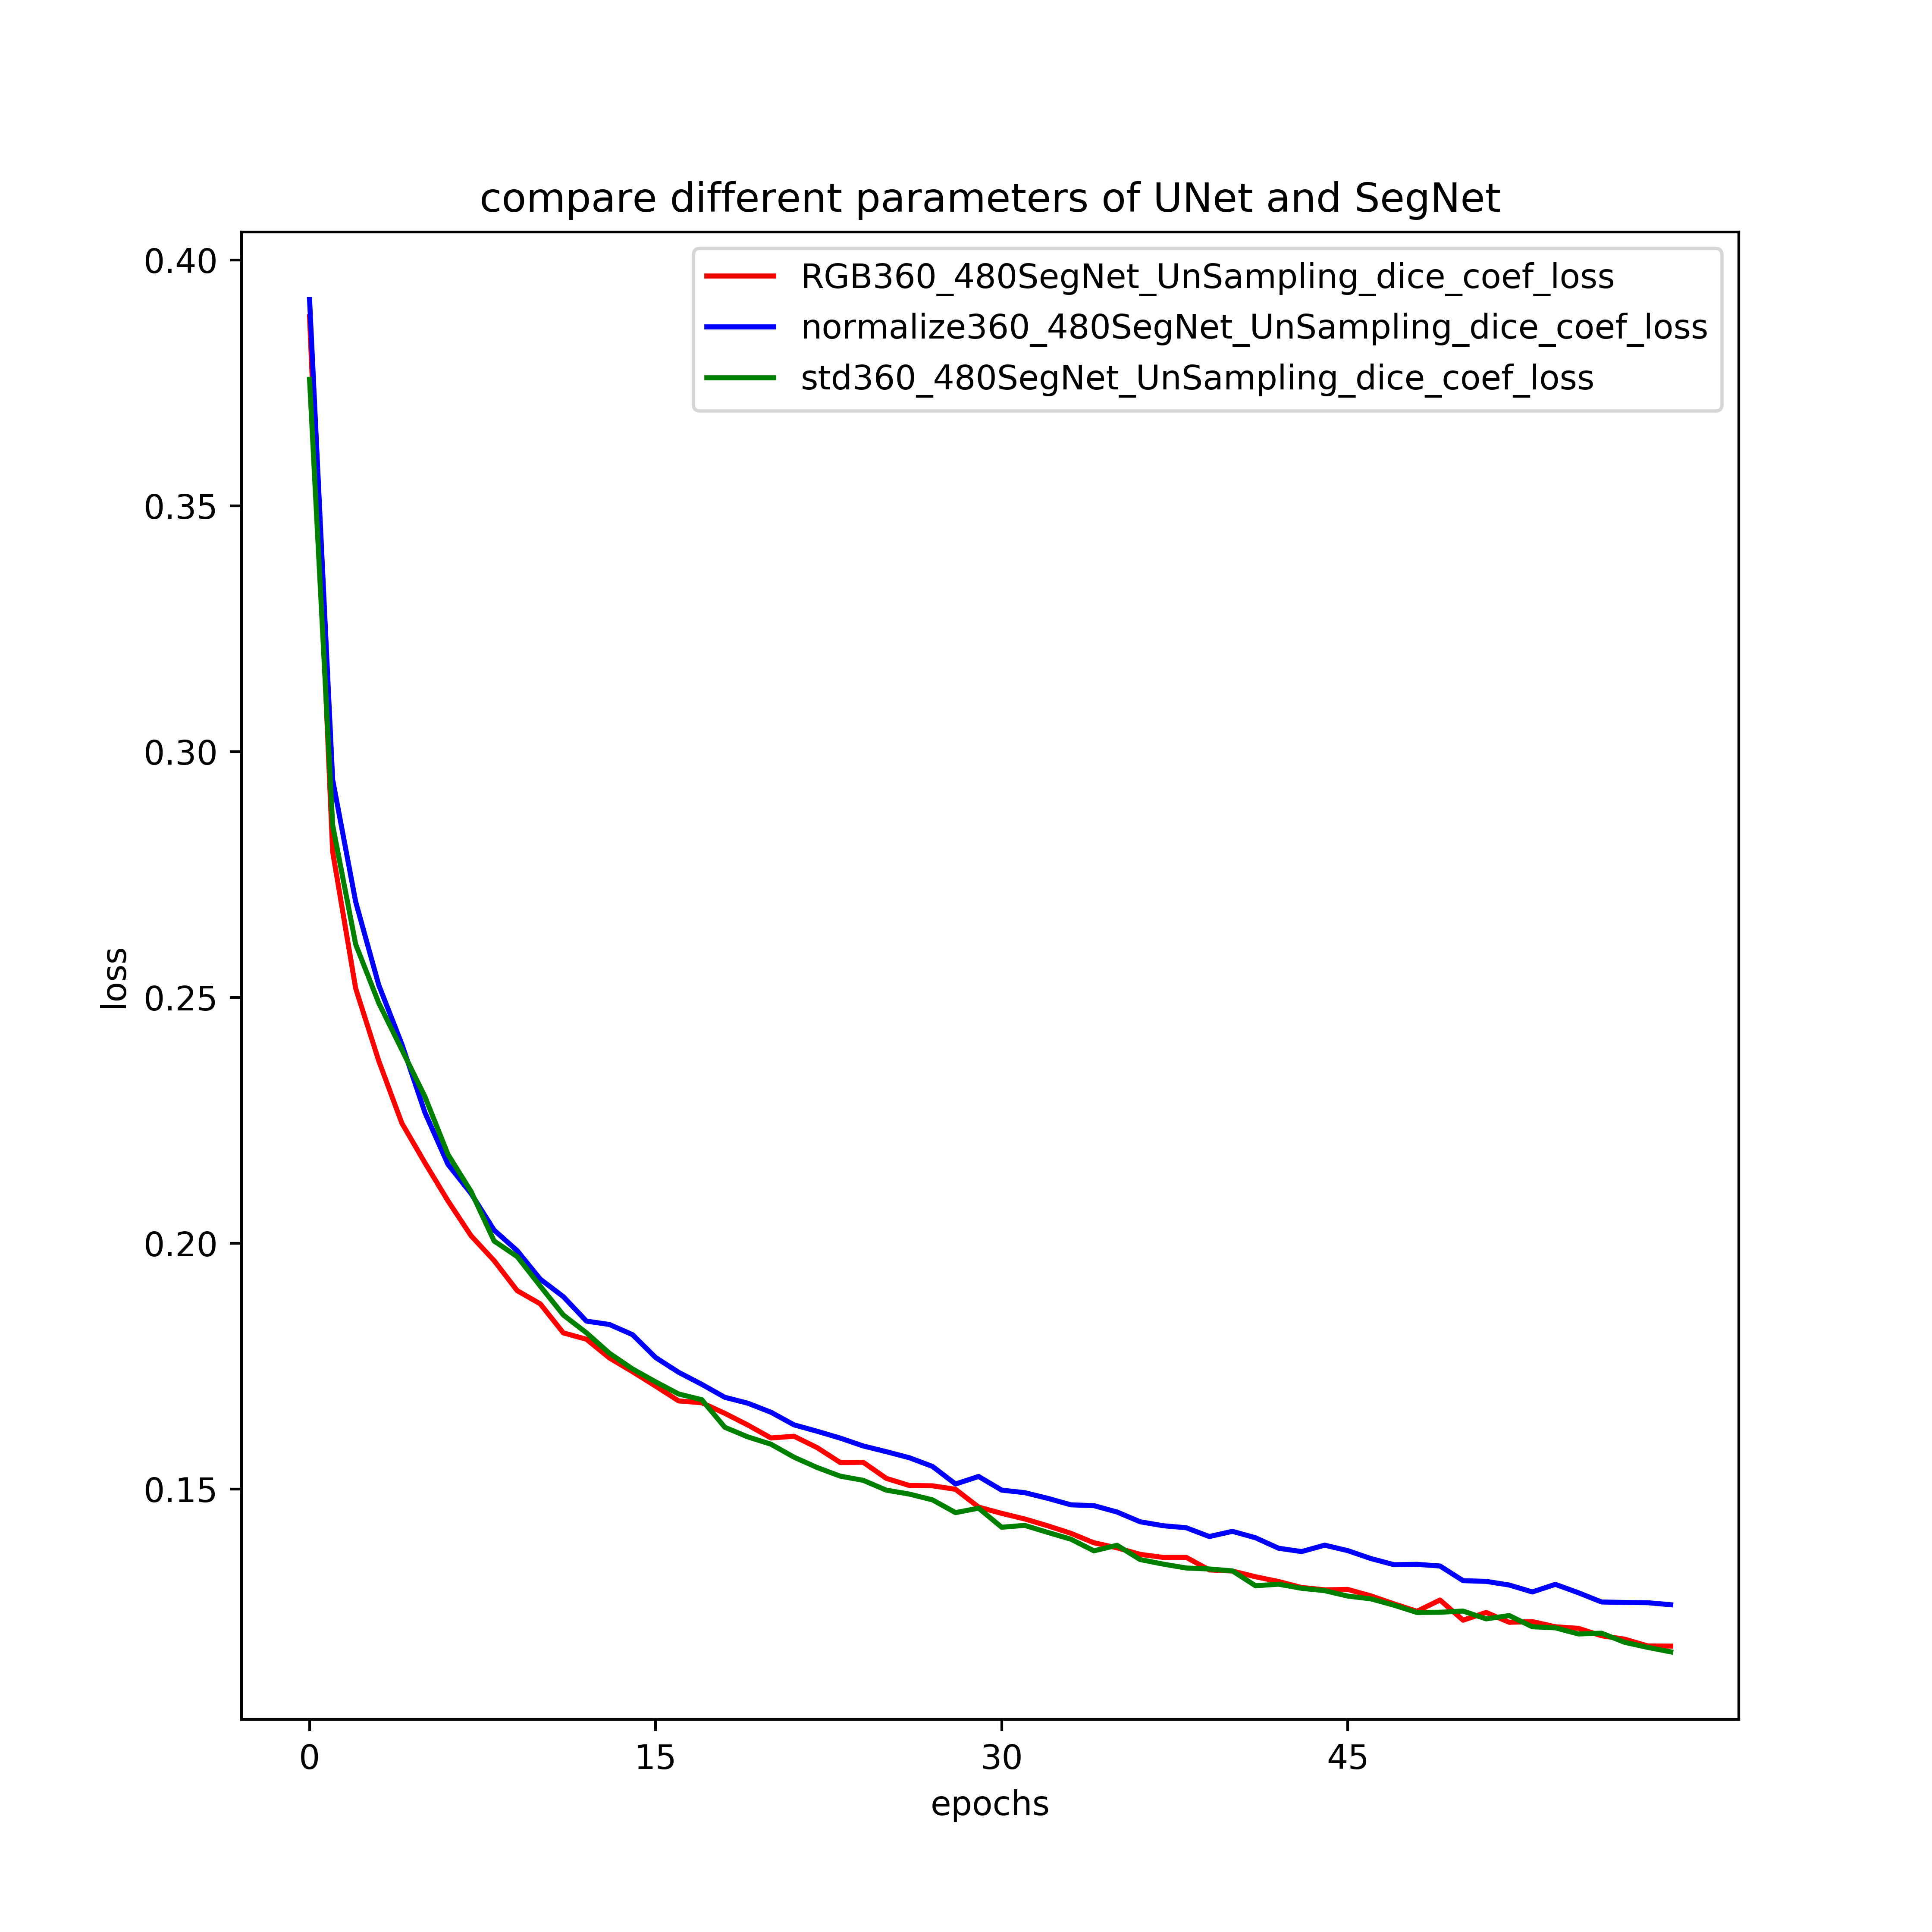 compare different parameters of UNet and SegNet
RGB360_480SegNet_UnSampling_dice_coef_loss
normalize360_480SegNet_UnSampling_dice_coef_loss
std360_480SegNet_UnSampling_dice_coef_loss
0.40
0.35
0.30
0.25
0.20
0.15
loss
0 15 30 45
epochs